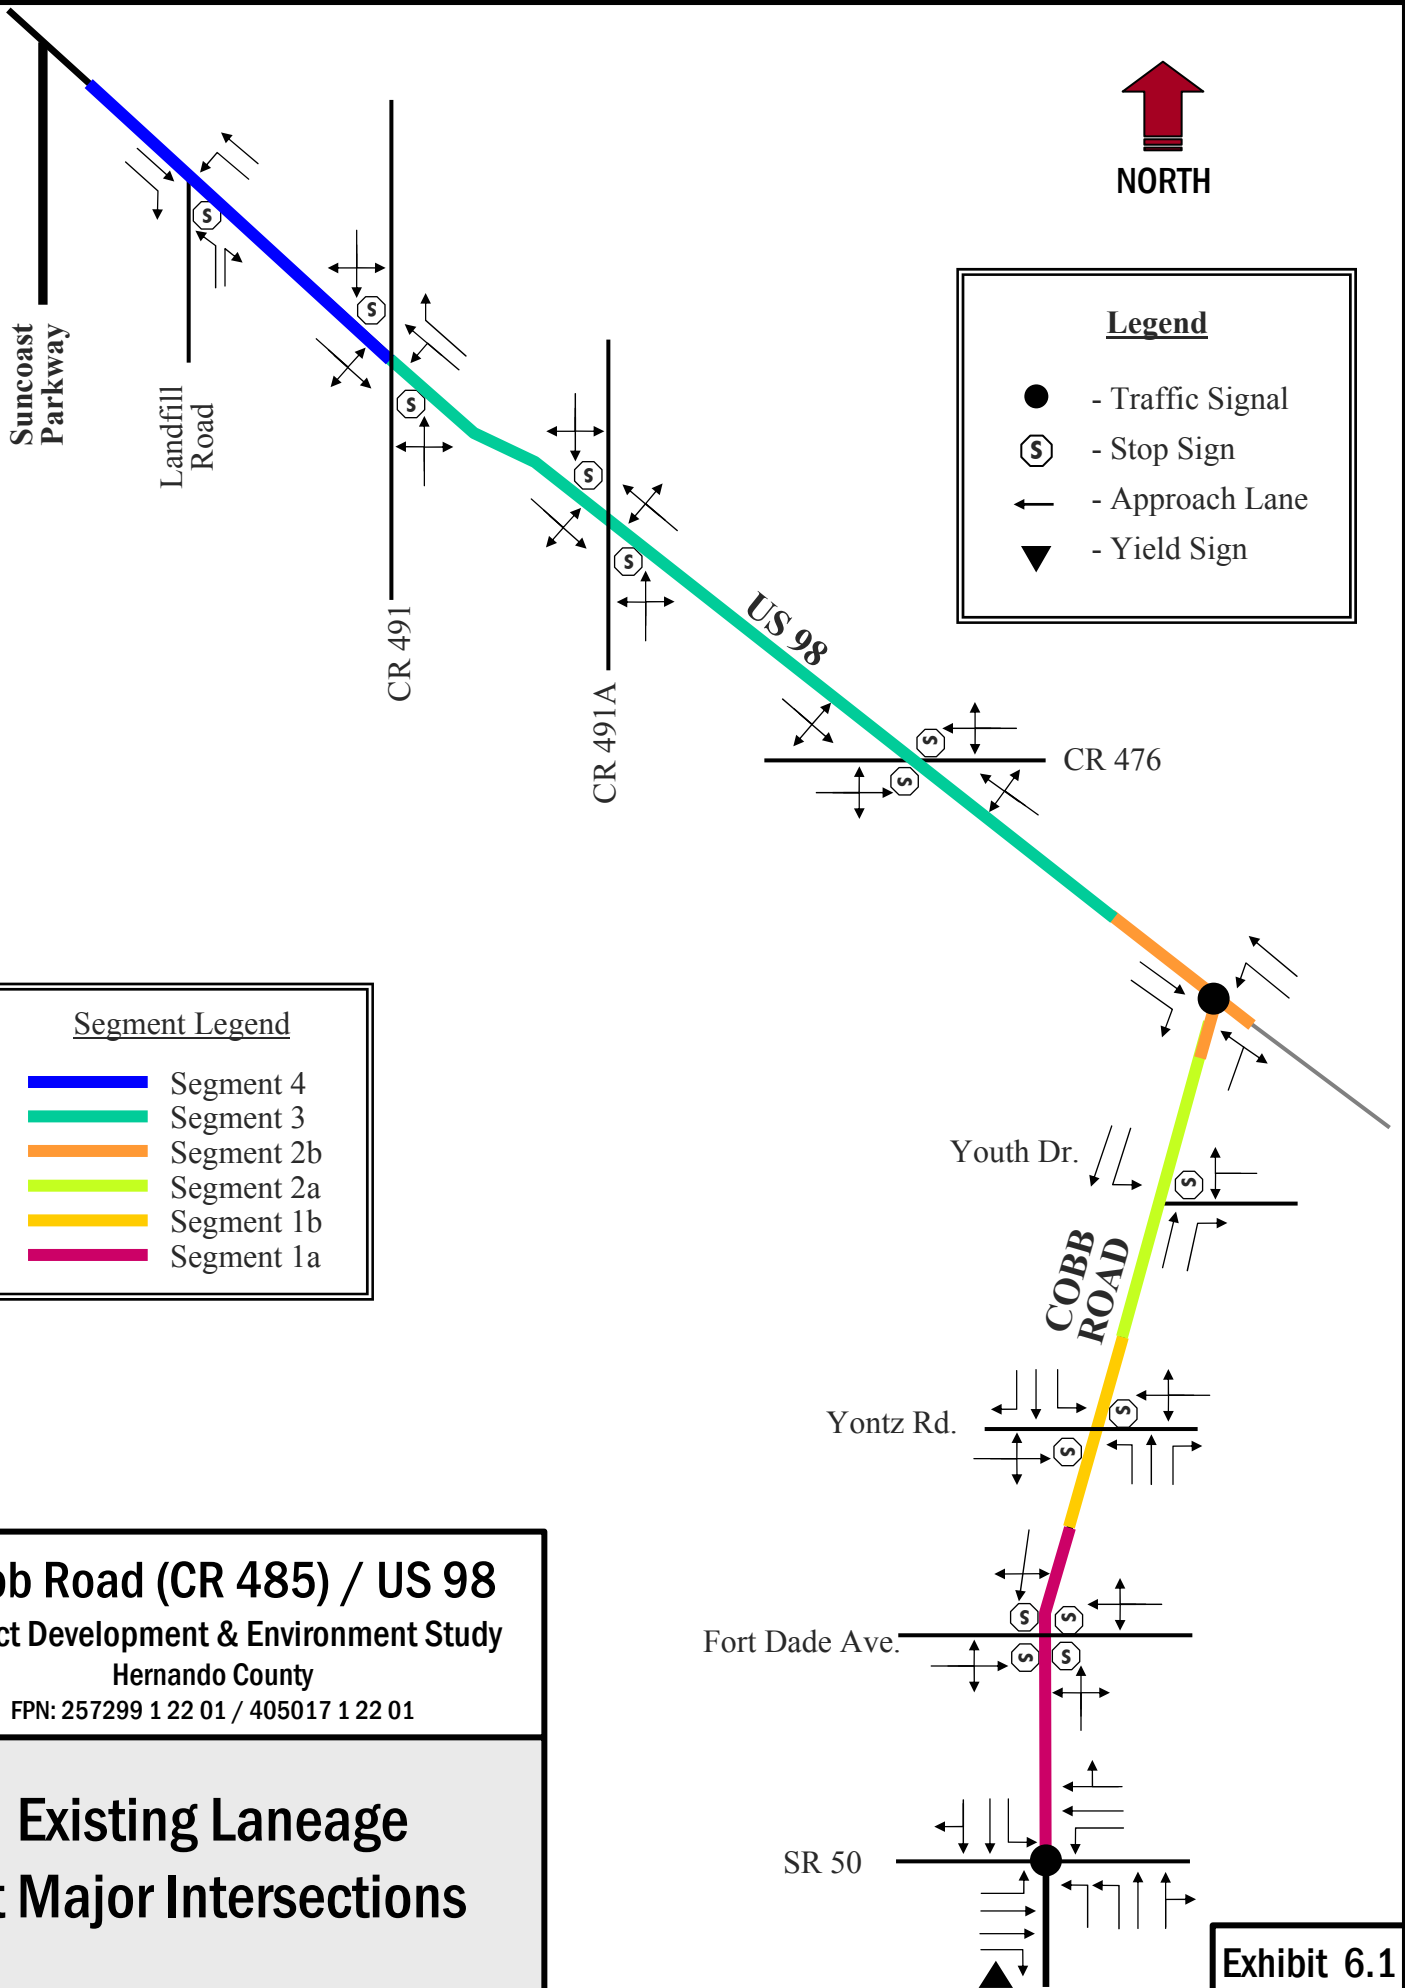 NORTH
Legend
- Traffic Signal
S - Stop Sign
- Approach Lane
- Yield Sign
Suncoast
Parkway
Landfill
Road
S
S
S
CR 491
S
S
CR 491A
US 98
S
S
CR 476
Segment Legend
Segment 4
Segment 3
Segment 2b
Segment 2a
Segment 1b
Segment 1a
Youth Dr.
S
COBB
ROAD
Yontz Rd.
S
S
Fort Dade Ave.
S
S
S
S
SR 50
bb Road (CR 485) / US 98
ct Development & Environment Study
Hernando County
FPN: 257299 1 22 01 / 405017 1 22 01
Existing Laneage
t Major Intersections
Exhibit 6.1